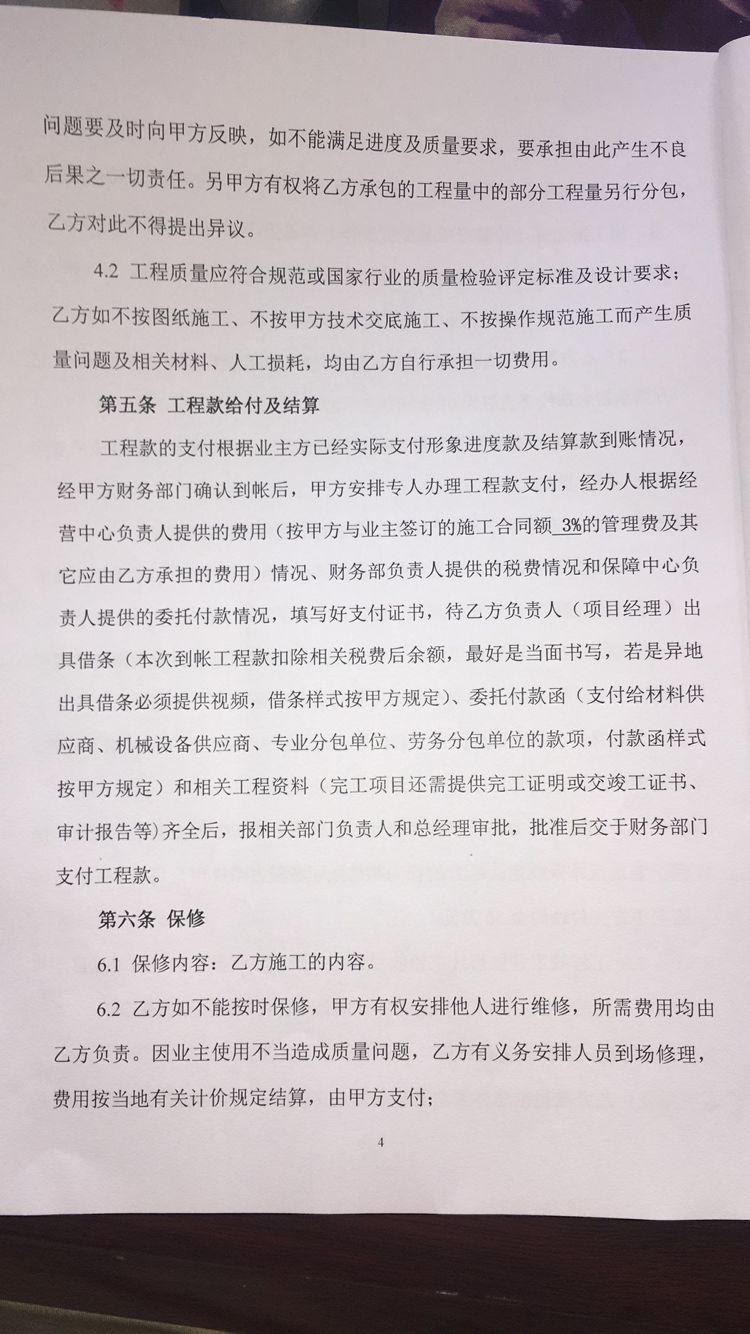 问题要及时向甲方反映，如不能满足进度及质量要求，要承担由此产生不良
后果之一切责任。另甲方有权将乙方承包的工程量中的部分工程量另行分包，
乙方对此不得提出异议。
4.2 工程质量应符合规范或国家行业的质量检验评定标准及设计要求；
乙方如不按图纸施工、不按甲方技术交底施工、不按操作规范施工而产生质
量问题及相关材料、人工损耗，均由乙方自行承担一切费用。
第五条 工程款给付及结算
工程款的支付根据业主方已经实际支付形象进度款及结算款到账情况，
经甲方财务部门确认到帐后，甲方安排专人办理工程款支付，经办人根据经
营中心负责人提供的费用（按甲方与业主签订的施工合同额 3%的管理费及其
它应由乙方承担的费用）情况、财务部负责人提供的税费情况和保障中心负
责人提供的委托付款情况，填写好支付证书，待乙方负责人（项目经理）出
具借条（本次到帐工程款扣除相关税费后余额，最好是当面书写，若是异地
出具借条必须提供视频，借条样式按甲方规定）、委托付款函（支付给材料供
应商、机械设备供应商、专业分包单位、劳务分包单位的款项，付款函样式
按甲方规定）和相关工程资料（完工项目还需提供完工证明或交竣工证书、
审计报告等)齐全后，报相关部门负责人和总经理审批，批准后交于财务部门
支付工程款。
第六条 保修
6.1 保修内容：乙方施工的内容。
6.2 乙方如不能按时保修，甲方有权安排他人进行维修，所需费用均由
乙方负责。因业主使用不当造成质量问题，乙方有义务安排人员到场修理，
费用按当地有关计价规定结算，由甲方支付；
4